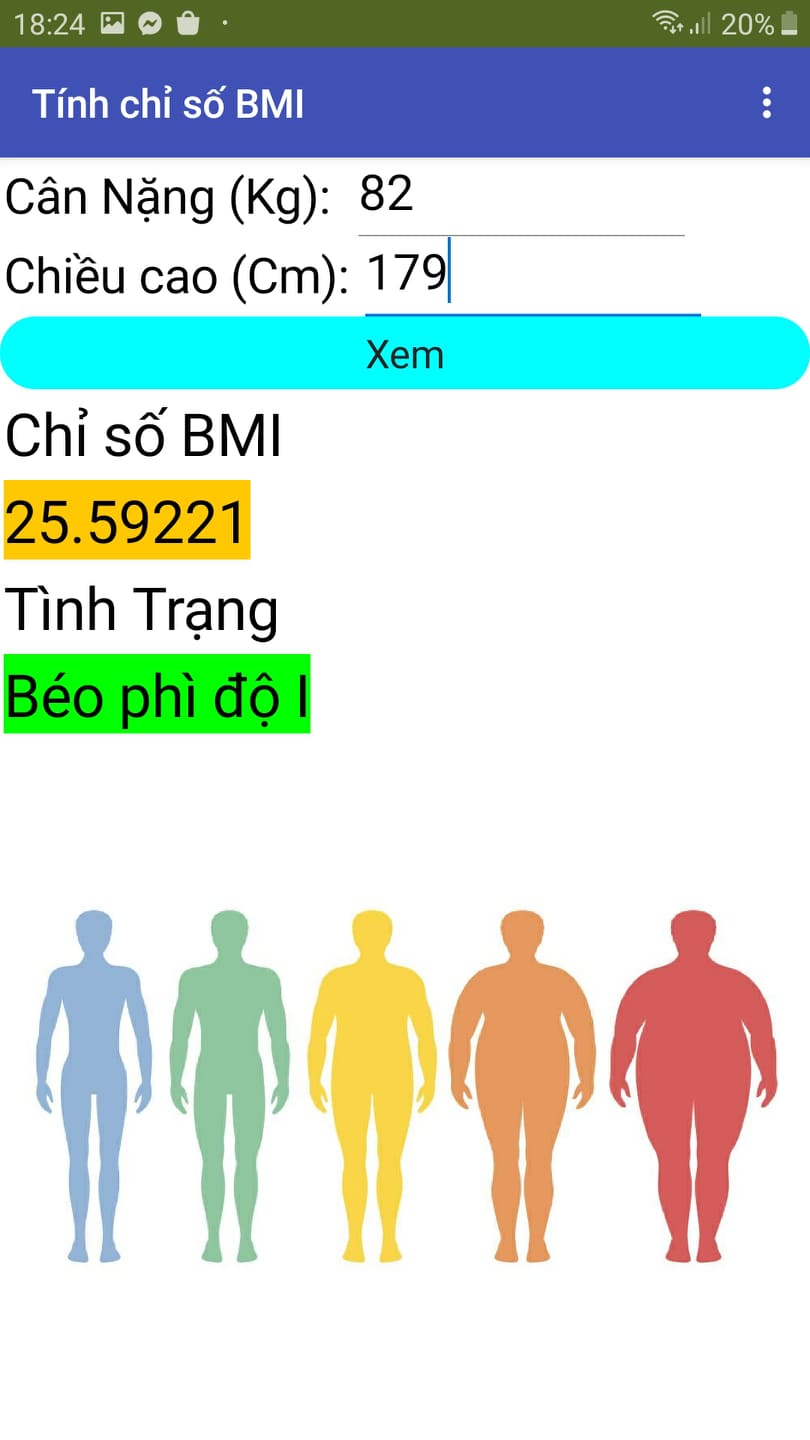 18:24 20%
Tính chỉ số BMI
Cân Nặng (Kg): 82
Chiều cao (Cm): 179
Xem
Chỉ số BMI
25.59221
Tình Trạng
Béo phì độ I